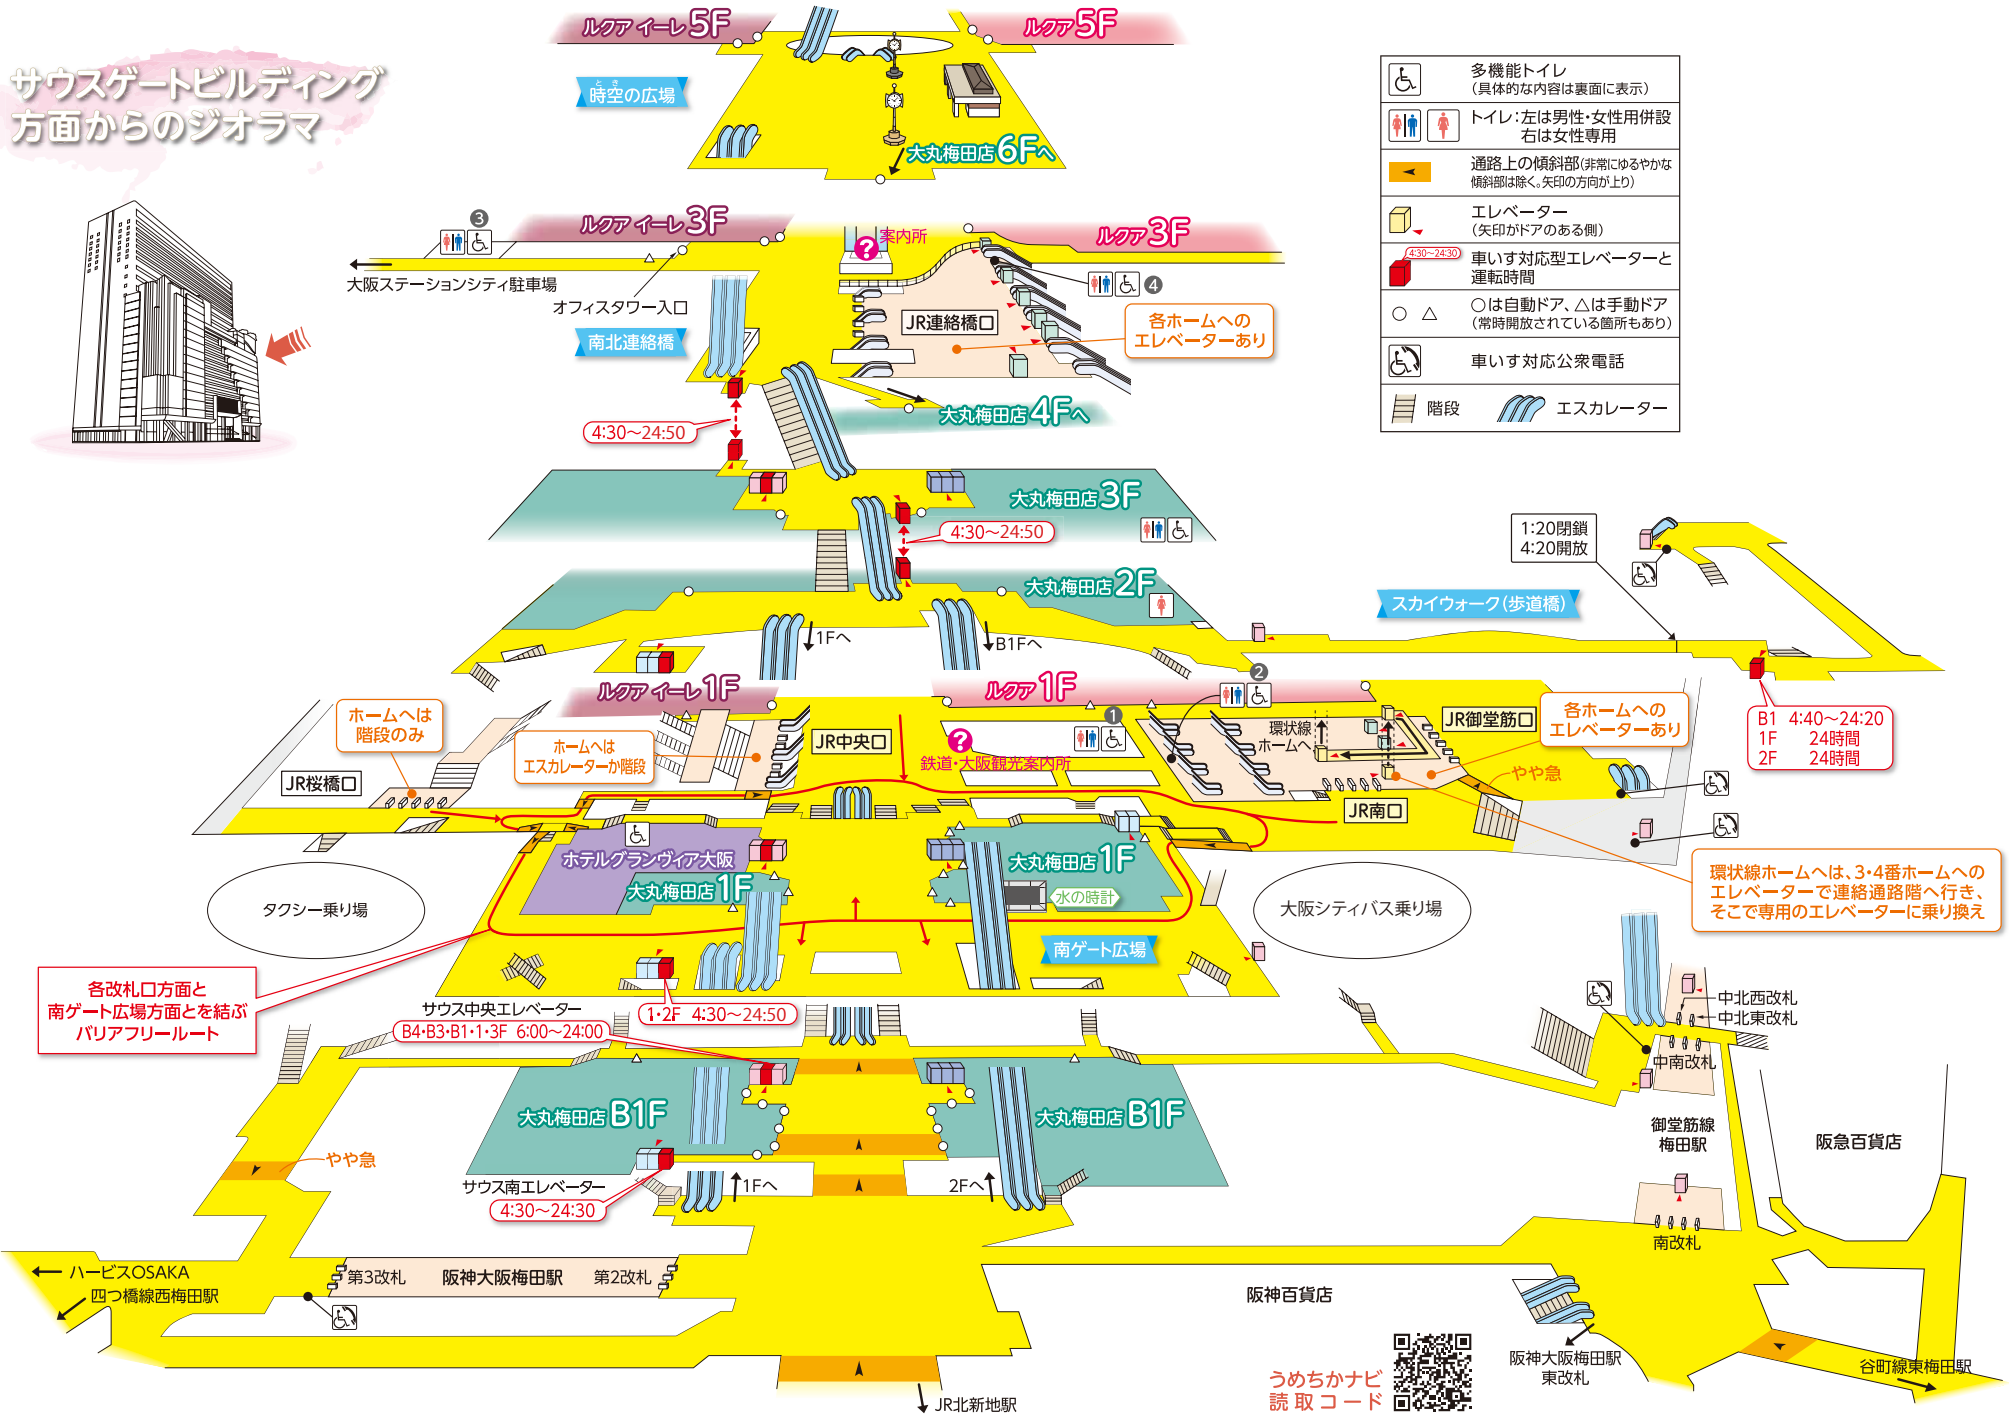 サウスゲートビルディング
方面からのジオラマ
ルクア イーレ5F
ルクア5F
とき
時空の広場
大丸梅田店6Fへ
多機能トイレ
(具体的な内容は裏面に表示)
トイレ:左は男性・女性用併設
右は女性専用
通路上の傾斜部(非常にゆるやかな
傾斜部は除く。矢印の方向が上り)
エレベーター
(矢印がドアのある側)
4:30〜24:30
車いす対応型エレベーターと
運転時間
○は自動ドア、△は手動ドア
(常時開放されている箇所もあり)
車いす対応公衆電話
階段
エスカレーター
3
ルクア イーレ3F
?
案内所
ルクア3F
大阪ステーションシティ駐車場
オフィスタワー入口
4
南北連絡橋
JR連絡橋口
各ホームへの
エレベーターあり
大丸梅田店4Fへ
4:30〜24:50
大丸梅田店3F
4:30〜24:50
1:20閉鎖
4:20開放
大丸梅田店2F
スカイウォーク(歩道橋)
1Fへ
B1Fへ
ルクア イーレ1F
ルクア1F
2
ホームへは
階段のみ
ホームへは
エスカレーターか階段
JR中央口
?
鉄道・大阪観光案内所
1
環状線
ホームへ
JR御堂筋口
各ホームへの
エレベーターあり
B1 4:40〜24:20
1F 24時間
2F 24時間
JR桜橋口
やや急
JR南口
ホテルグランヴィア大阪
大丸梅田店1F
大丸梅田店1F
水の時計
タクシー乗り場
大阪シティバス乗り場
環状線ホームへは、3・4番ホームへの
エレベーターで連絡通路階へ行き、
そこで専用のエレベーターに乗り換え
南ゲート広場
各改札口方面と
南ゲート広場方面とを結ぶ
バリアフリールート
サウス中央エレベーター
B4・B3・B1・1・3F 6:00〜24:00
1・2F 4:30〜24:50
中北西改札
中北東改札
中南改札
大丸梅田店B1F
大丸梅田店B1F
御堂筋線
梅田駅
阪急百貨店
やや急
サウス南エレベーター
4:30〜24:30
1Fへ
2Fへ
南改札
ハービスOSAKA
四つ橋線西梅田駅
第3改札
阪神大阪梅田駅
第2改札
阪神百貨店
阪神大阪梅田駅
東改札
谷町線東梅田駅
うめちかナビ
読取コード
JR北新地駅